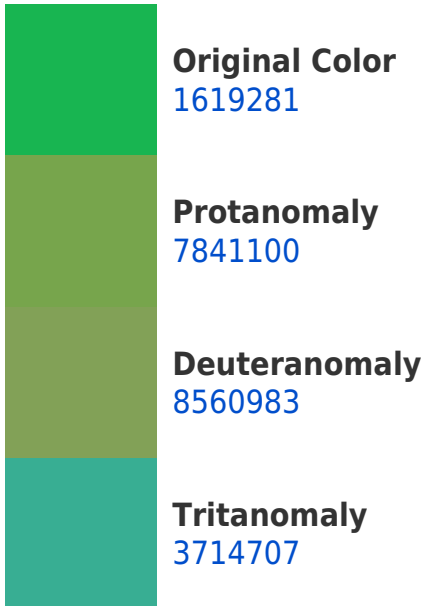 Original Color
1619281
Protanomaly
7841100
Deuteranomaly
8560983
Tritanomaly
3714707